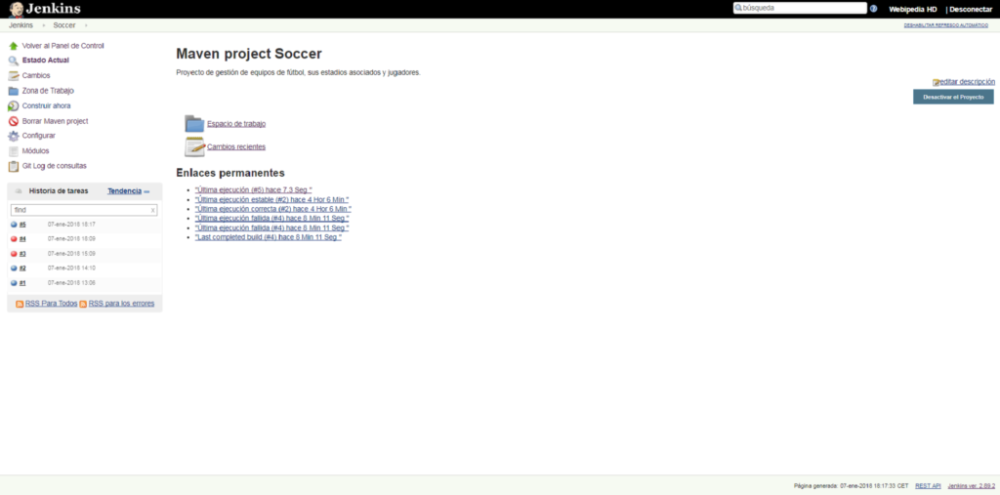 Jenkins
búsqueda
Webipedia HD | Desconectar
Jenkins
Soccer
DESHABILITAR REFRESCO AUTOMÁTICO
Volver al Panel de Control
Estado Actual
Cambios
Zona de Trabajo
Construir ahora
Borrar Maven project
Configurar
Módulos
Git Log de consultas
Historia de tareas
Tendencia
find
x
#5 07-ene-2018 18:17
#4 07-ene-2018 18:09
#3 07-ene-2018 15:09
#2 07-ene-2018 14:10
#1 07-ene-2018 13:06
RSS Para Todos
RSS para los errores
Maven project Soccer
Proyecto de gestión de equipos de fútbol, sus estadios asociados y jugadores.
editar descripción
Desactivar el Proyecto
Espacio de trabajo
Cambios recientes
Enlaces permanentes
"Última ejecución (#5) hace 7.3 Seg "
"Última ejecución estable (#2) hace 4 Hor 6 Min "
"Última ejecución correcta (#2) hace 4 Hor 6 Min "
"Última ejecución fallida (#4) hace 8 Min 11 Seg "
"Última ejecución fallida (#4) hace 8 Min 11 Seg "
"Last completed build (#4) hace 8 Min 11 Seg "
Página generada: 07-ene-2018 18:17:33 CET
REST API
Jenkins ver. 2.89.2